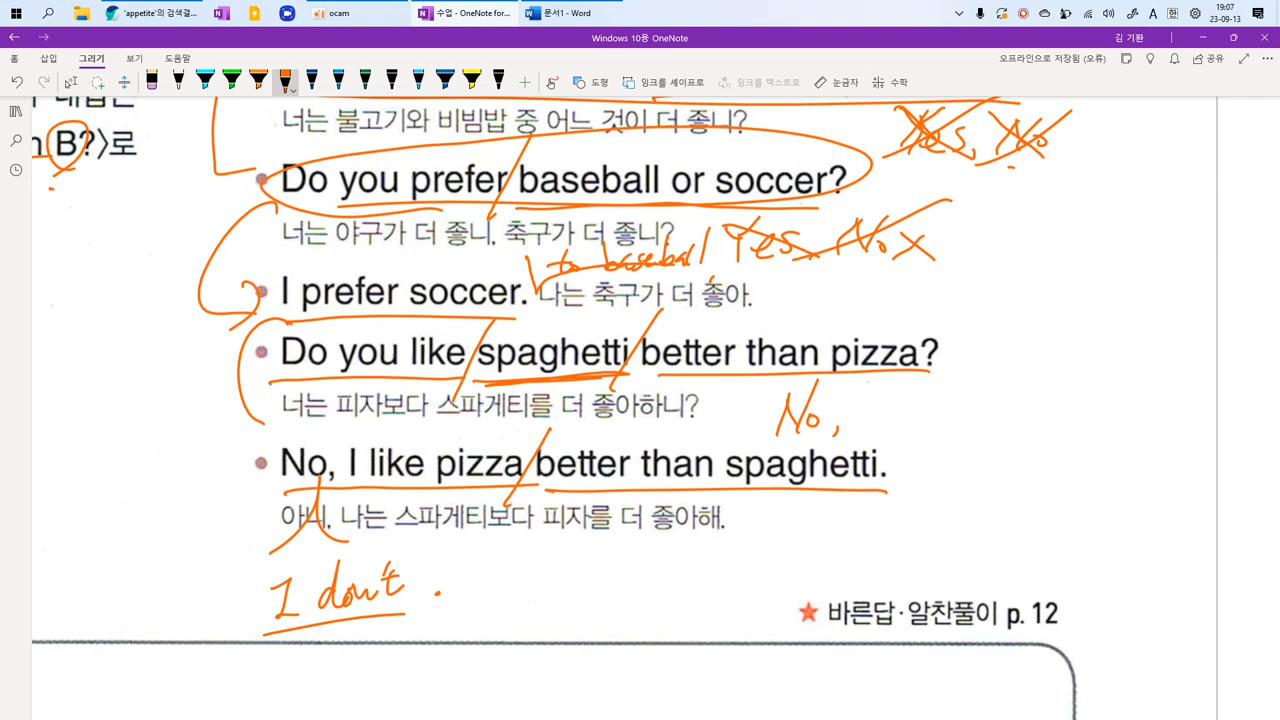 'appetite'의 검색결...
ocam
수업 - OneNote for...
문서1 - Word
A
한
19:07
23-09-13
Windows 10용 OneNote
김 기환
홈 삽입 그리기 보기 도움말
오프라인으로 저장됨 (오류) 공유
도형 잉크를 셰이프로 잉크를 텍스트로 눈금자 수학
너는 불고기와 비빔밥 중 어느 것이 더 좋니?
Yes, No
B?〉로
Do you prefer baseball or soccer?
너는 야구가 더 좋니, 축구가 더 좋니?
Yes No x
to baseball
I prefer soccer. 나는 축구가 더 좋아.
Do you like spaghetti better than pizza?
너는 피자보다 스파게티를 더 좋아하니?
No,
No, I like pizza better than spaghetti.
아니, 나는 스파게티보다 피자를 더 좋아해.
I don't.
★ 바른답·알찬풀이 p. 12